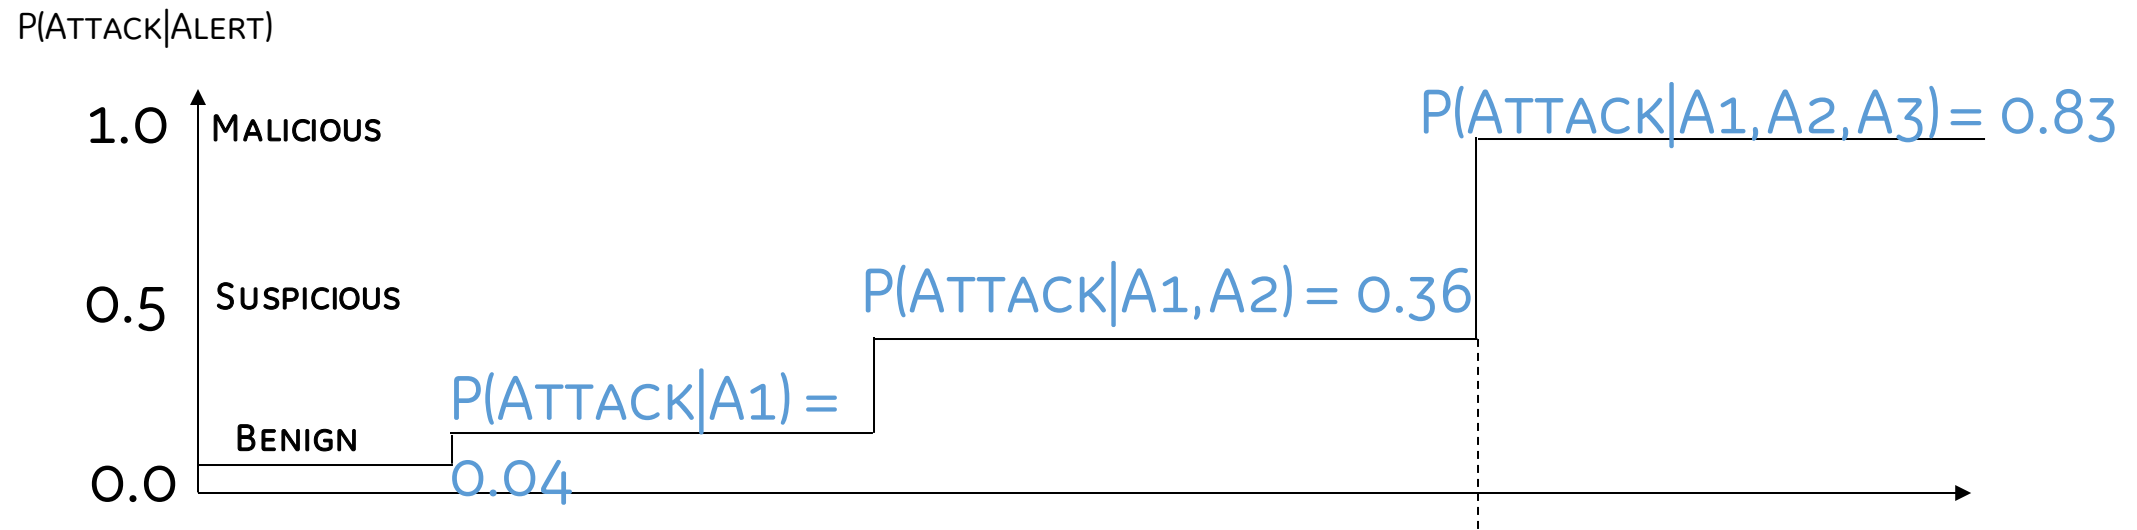 P(Attack|Alert)
1.0
Malicious
P(Attack|A1,A2,A3)= 0.83
0.5
Suspicious
P(Attack|A1,A2)= 0.36
P(Attack|A1) =
0.04
Benign
0.0